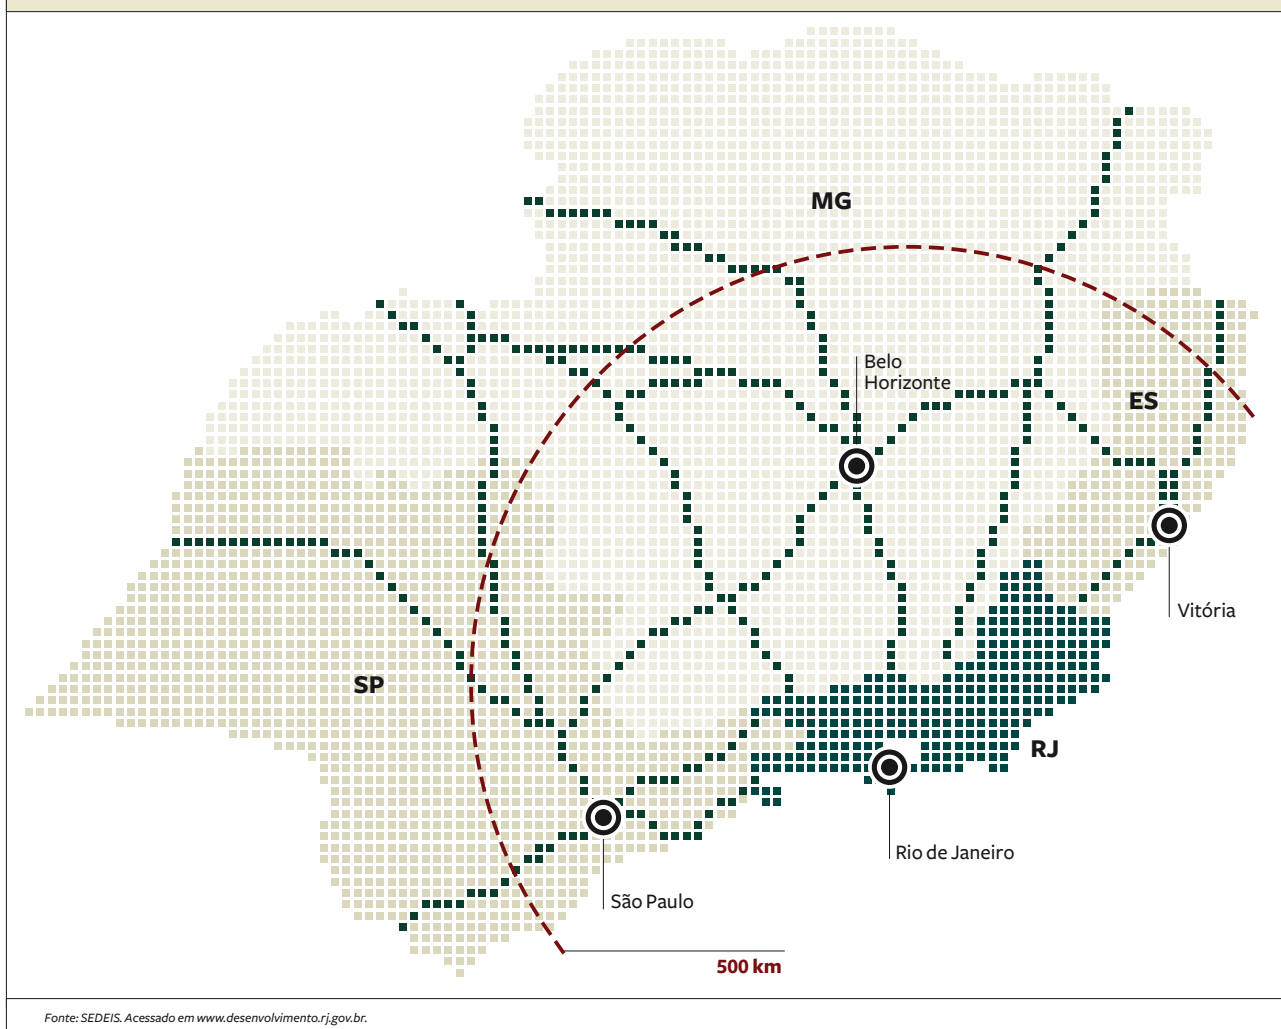 MG
Belo
Horizonte
ES
Vitória
SP
RJ
Rio de Janeiro
São Paulo
500 km
Fonte: SEDEIS. Acessado em www.desenvolvimento.rj.gov.br.